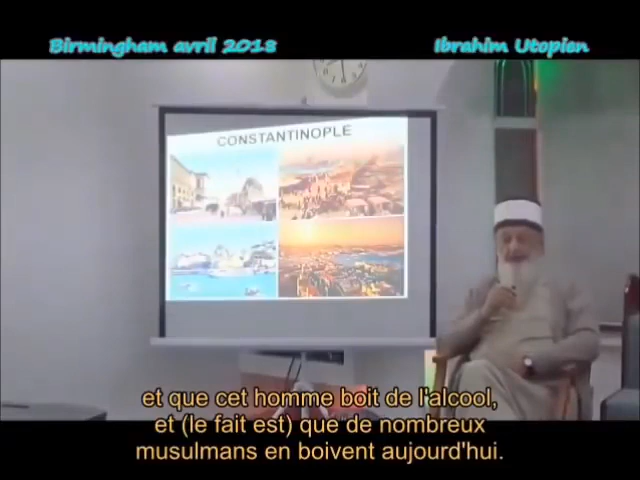 Birmingham avril 2018
Ibrahim Utopien
CONSTANTINOPLE
et que cet homme boit de l'alcool,
et (le fait est) que de nombreux
musulmans en boivent aujourd'hui.